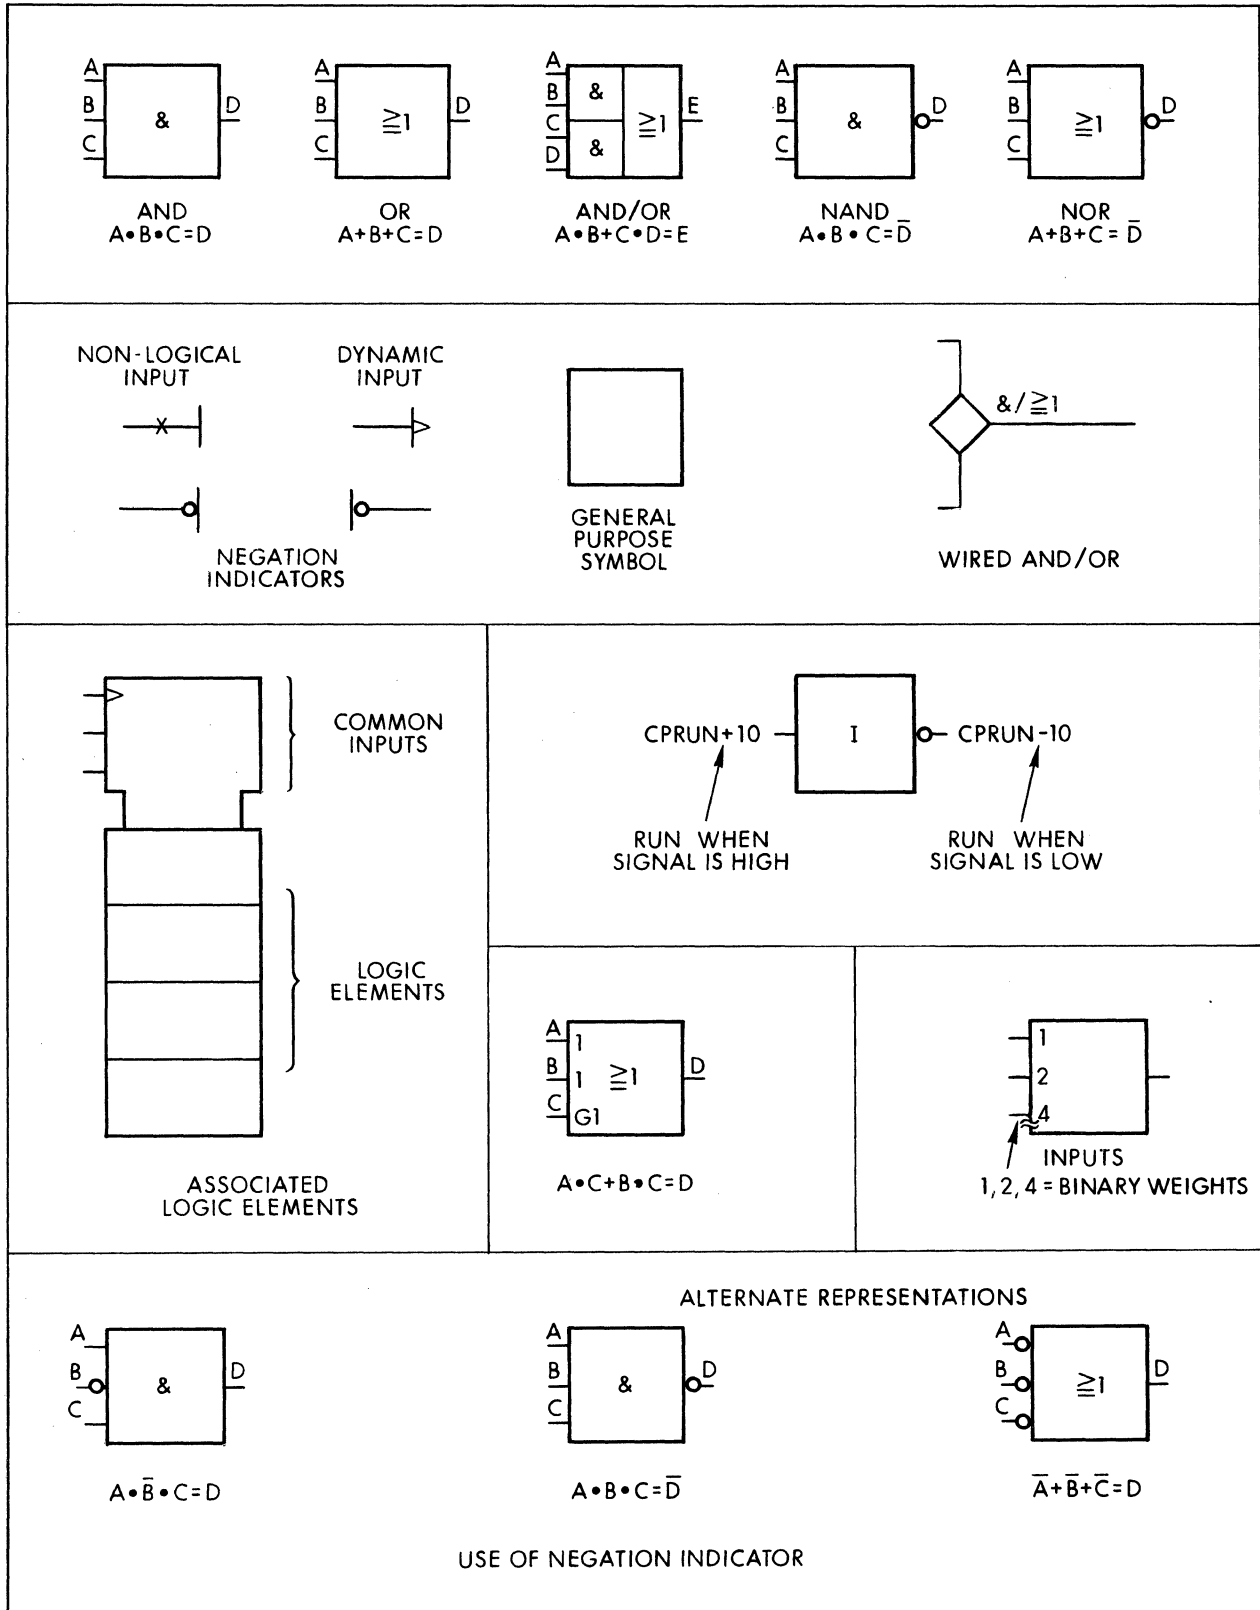 A
B
C
&
D
AND
A•B•C=D
A
B
C
≧1
D
OR
A+B+C=D
A
B
C
D
&
&
≧1
E
AND/OR
A•B+C•D=E
A
B
C
&
D
NAND
A•B•C=D̅
A
B
C
≧1
D
NOR
A+B+C=D̅
NON-LOGICAL
INPUT
X
DYNAMIC
INPUT
NEGATION
INDICATORS
GENERAL
PURPOSE
SYMBOL
&/≧1
WIRED AND/OR
COMMON
INPUTS
LOGIC
ELEMENTS
ASSOCIATED
LOGIC ELEMENTS
CPRUN+10
I
CPRUN-10
RUN WHEN
SIGNAL IS HIGH
RUN WHEN
SIGNAL IS LOW
A
B
C
1
1
G1
≧1
D
A•C+B•C=D
1
2
4
INPUTS
1,2,4=BINARY WEIGHTS
A
B
C
&
D
A•B̅•C=D
ALTERNATE REPRESENTATIONS
A
B
C
&
D
A•B•C=D̅
A
B
C
≧1
D
A̅+B̅+C̅=D
USE OF NEGATION INDICATOR